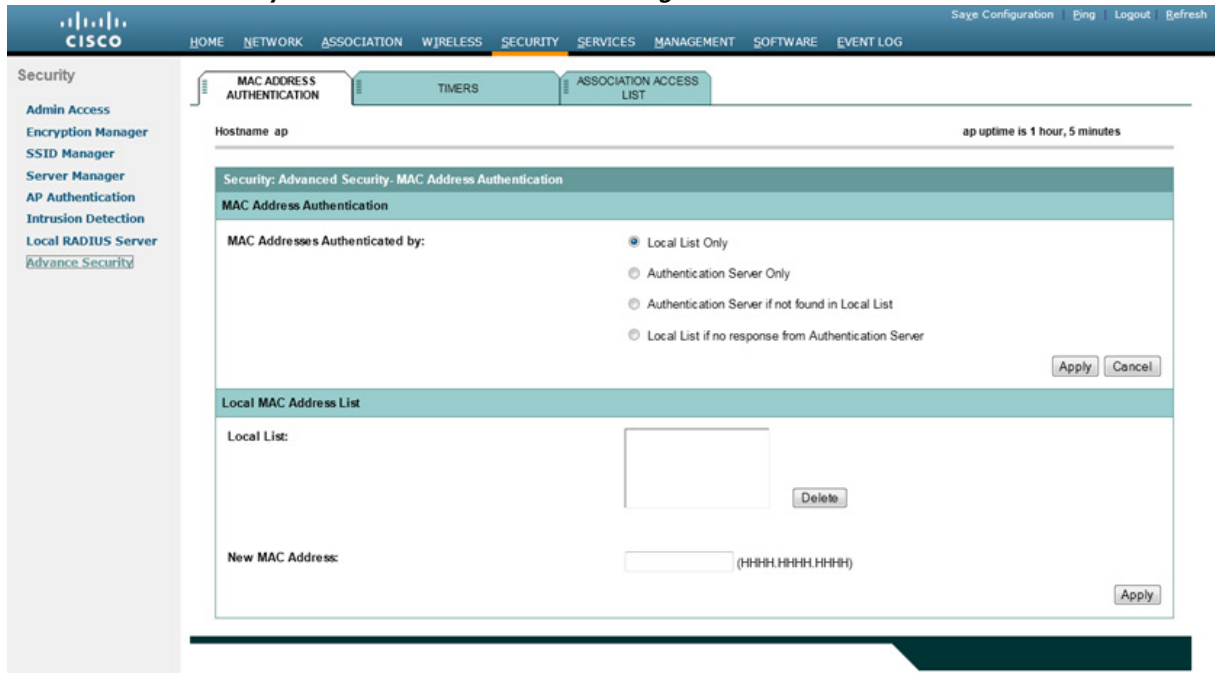 Save Configuration Ping Logout Refresh
CISCO
HOME NETWORK ASSOCIATION WIRELESS SECURITY SERVICES MANAGEMENT SOFTWARE EVENT LOG
Security
Admin Access
Encryption Manager
SSID Manager
Server Manager
AP Authentication
Intrusion Detection
Local RADIUS Server
Advance Security
MAC ADDRESS
AUTHENTICATION
TIMERS
ASSOCIATION ACCESS
LIST
Hostname ap
ap uptime is 1 hour, 5 minutes
Security: Advanced Security- MAC Address Authentication
MAC Address Authentication
MAC Addresses Authenticated by:
Local List Only
Authentication Server Only
Authentication Server if not found in Local List
Local List if no response from Authentication Server
Apply Cancel
Local MAC Address List
Local List:
Delete
New MAC Address:
(HHHH.HHHH.HHHH)
Apply